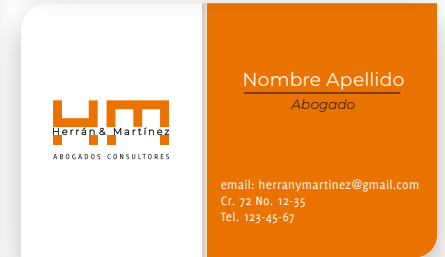 Herrán & Martínez
ABOGADOS CONSULTORES
Nombre Apellido
Abogado
email: herranymartinez@gmail.com
Cr. 72 No. 12-35
Tel. 123-45-67